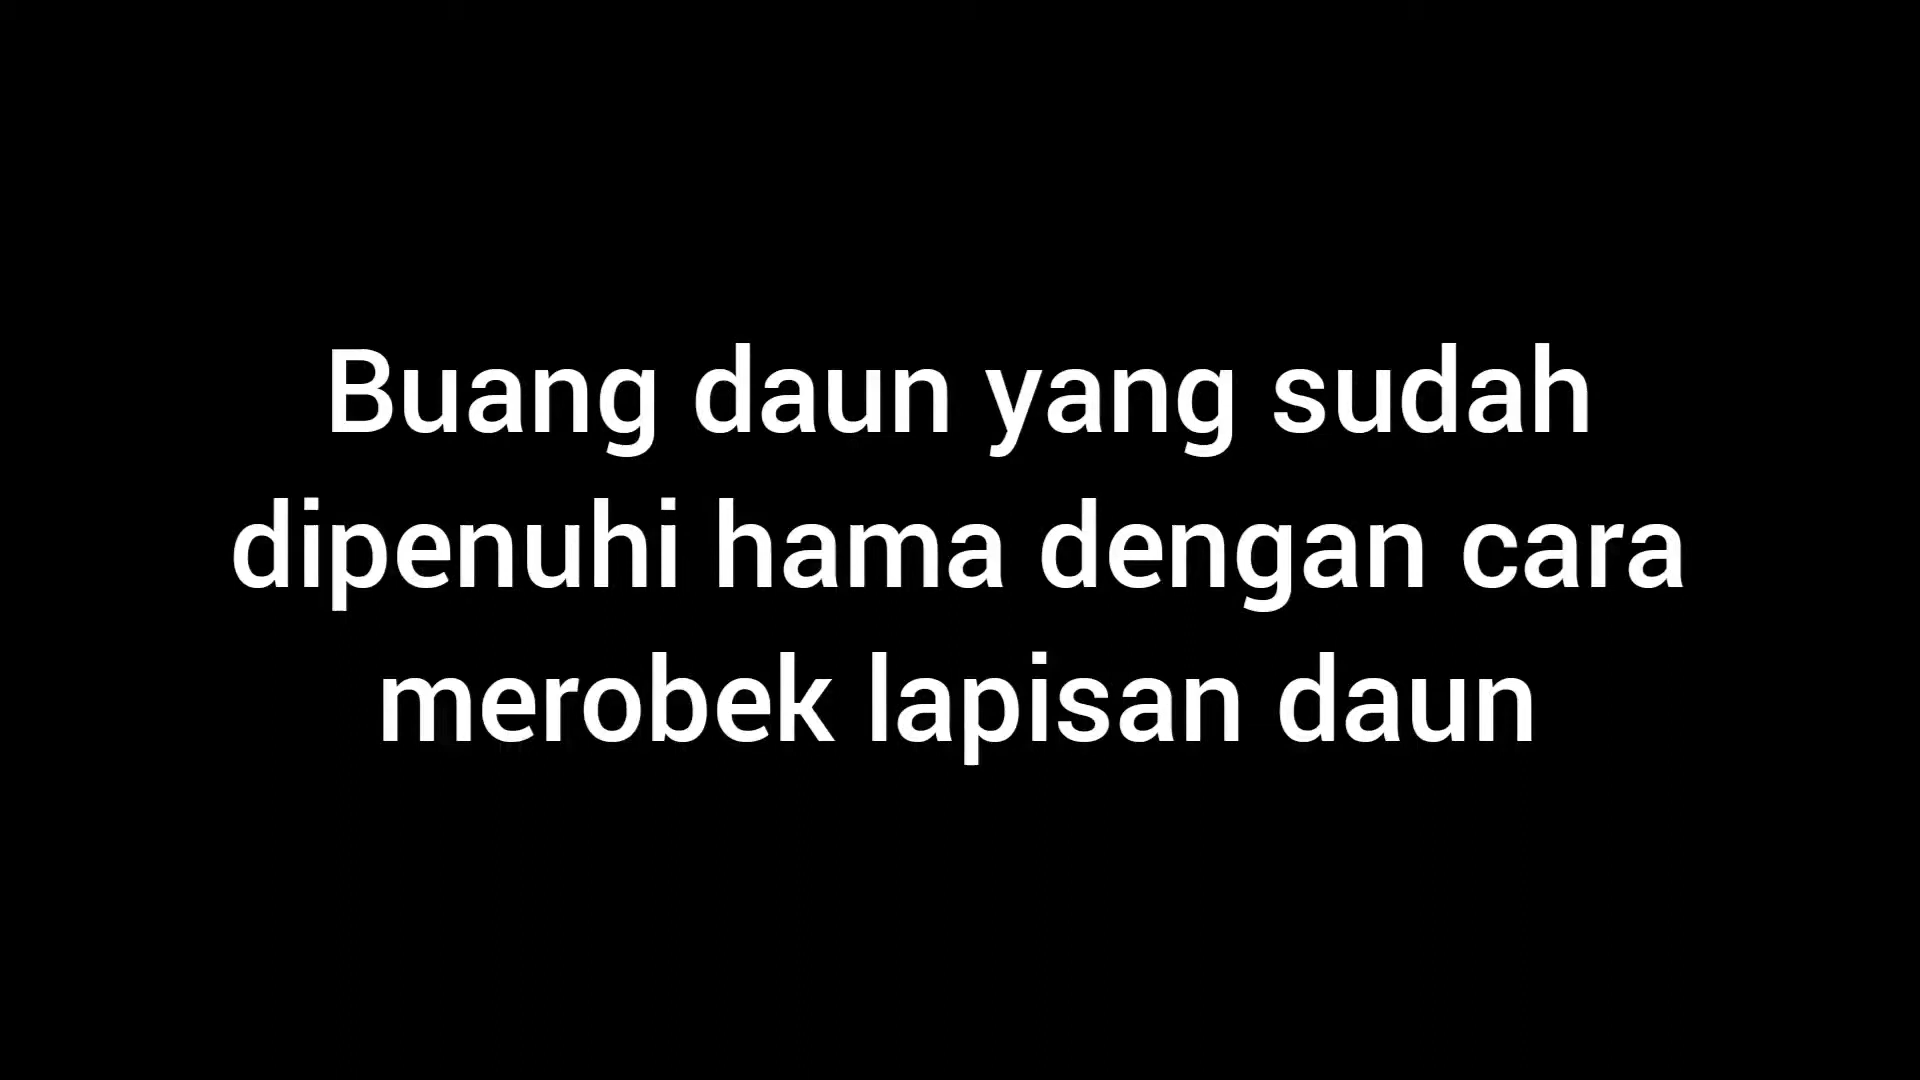 Buang daun yang sudah
dipenuhi hama dengan cara
merobek lapisan daun